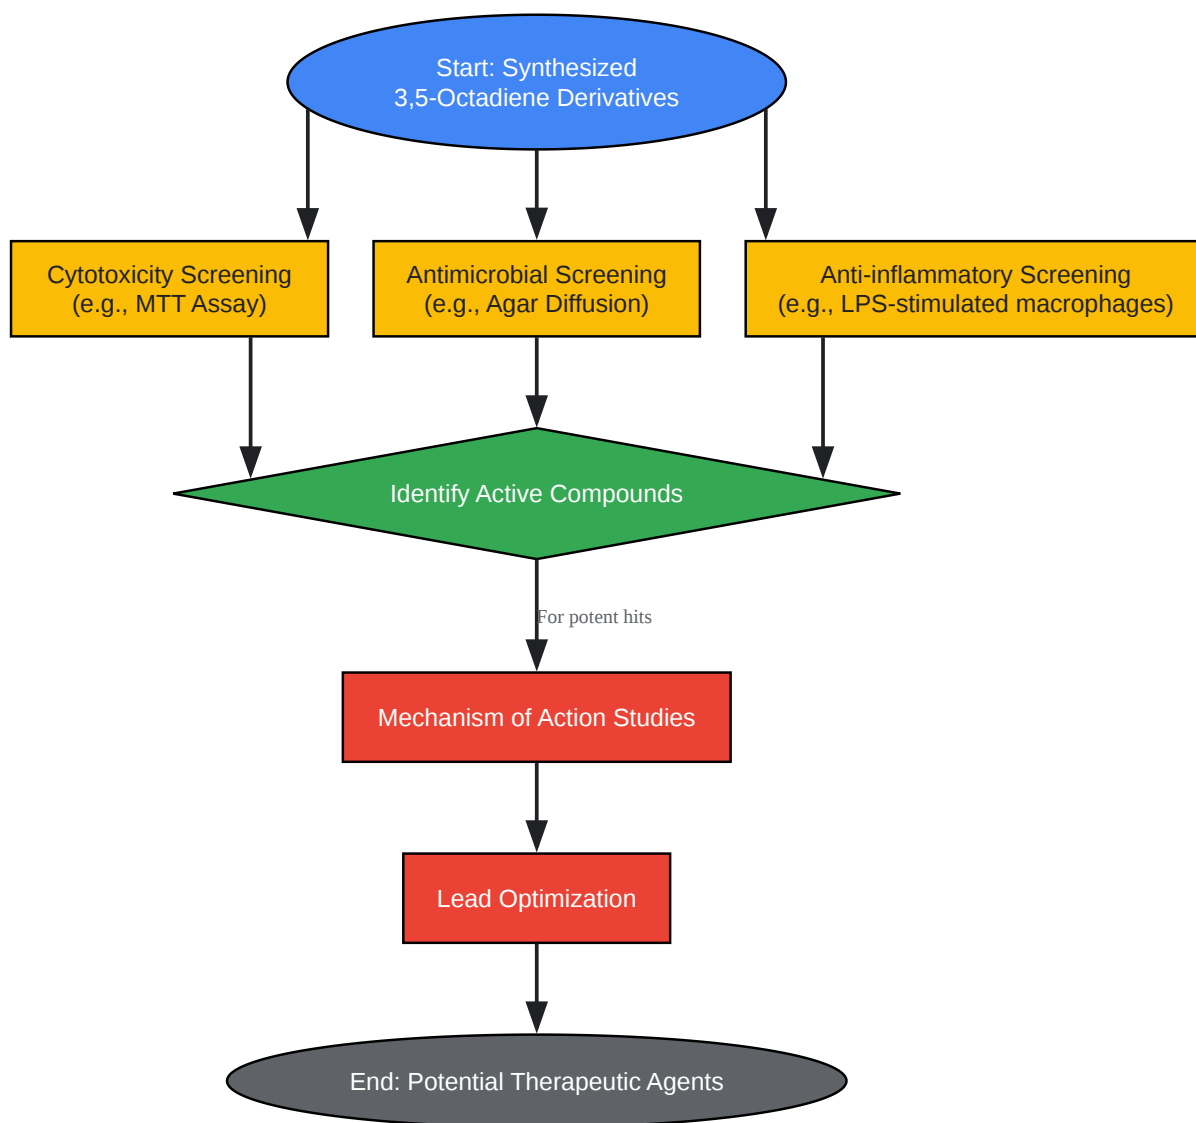 Start: Synthesized
3,5-Octadiene Derivatives
Cytotoxicity Screening
(e.g., MTT Assay)
Antimicrobial Screening
(e.g., Agar Diffusion)
Anti-inflammatory Screening
(e.g., LPS-stimulated macrophages)
Identify Active Compounds
For potent hits
Mechanism of Action Studies
Lead Optimization
End: Potential Therapeutic Agents